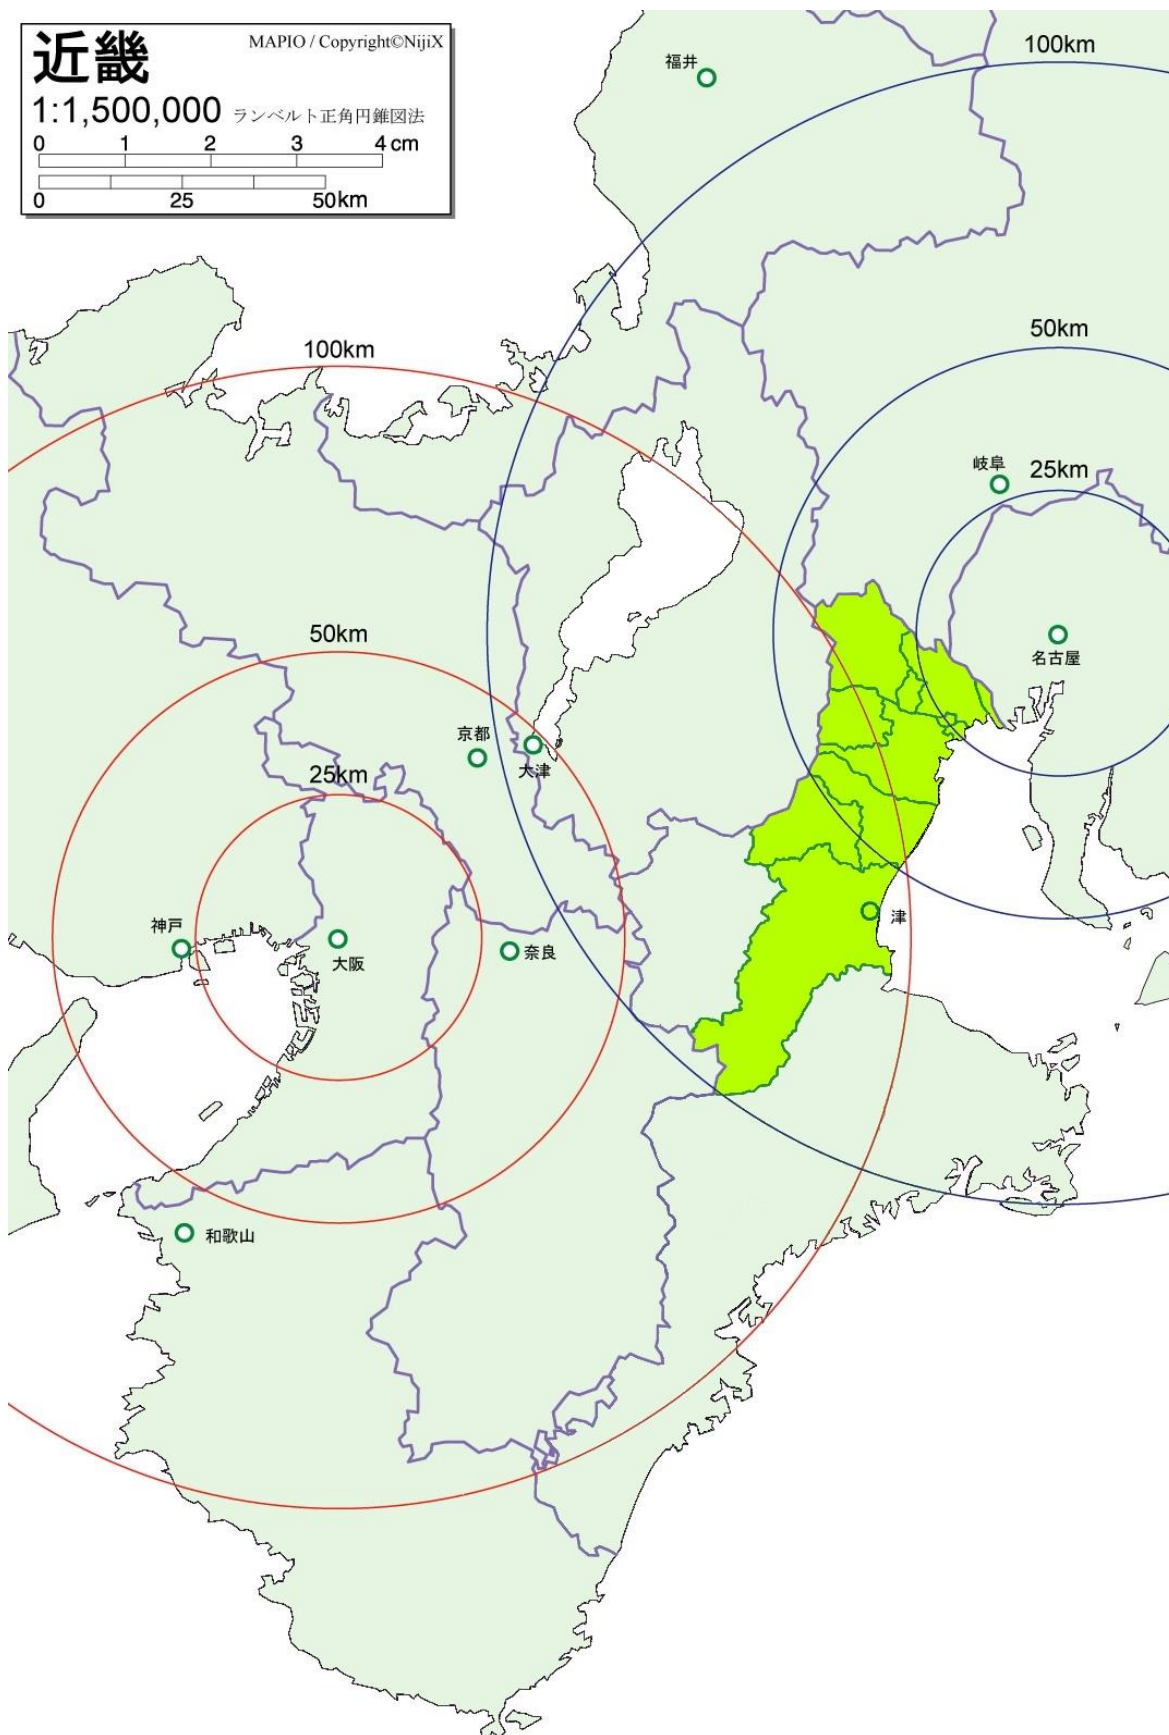 近畿
MAPIO / Copyright©NijiX
1:1,500,000 ランベルト正角円錐図法
0 1 2 3 4 cm
0 25 50km
福井
100km
50km
岐阜
25km
名古屋
100km
50km
京都
大津
25km
神戸
大阪
奈良
津
和歌山